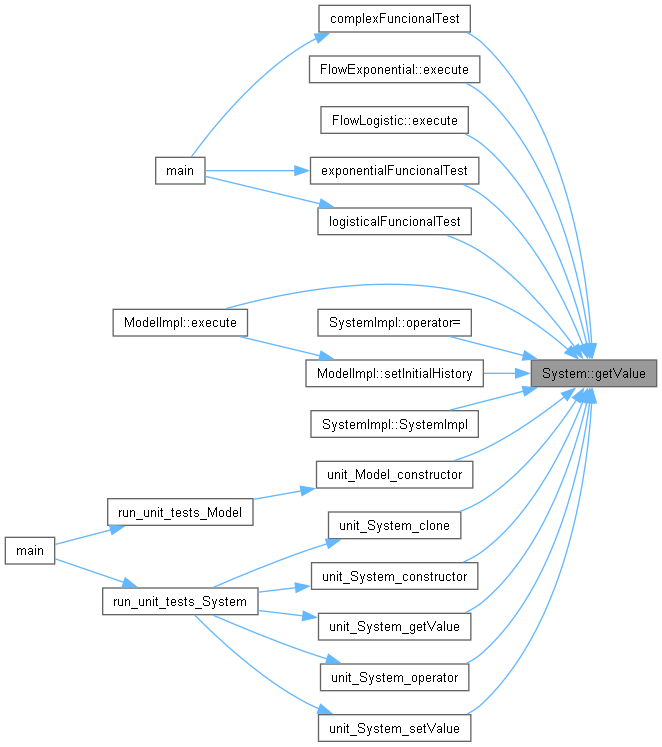 complexFuncionalTest
FlowExponential::execute
FlowLogistic::execute
main
exponentialFuncionalTest
logisticalFuncionalTest
ModelImpl::execute
SystemImpl::operator=
ModelImpl::setInitialHistory
System::getValue
SystemImpl::SystemImpl
unit_Model_constructor
run_unit_tests_Model
unit_System_clone
main
unit_System_constructor
run_unit_tests_System
unit_System_getValue
unit_System_operator
unit_System_setValue